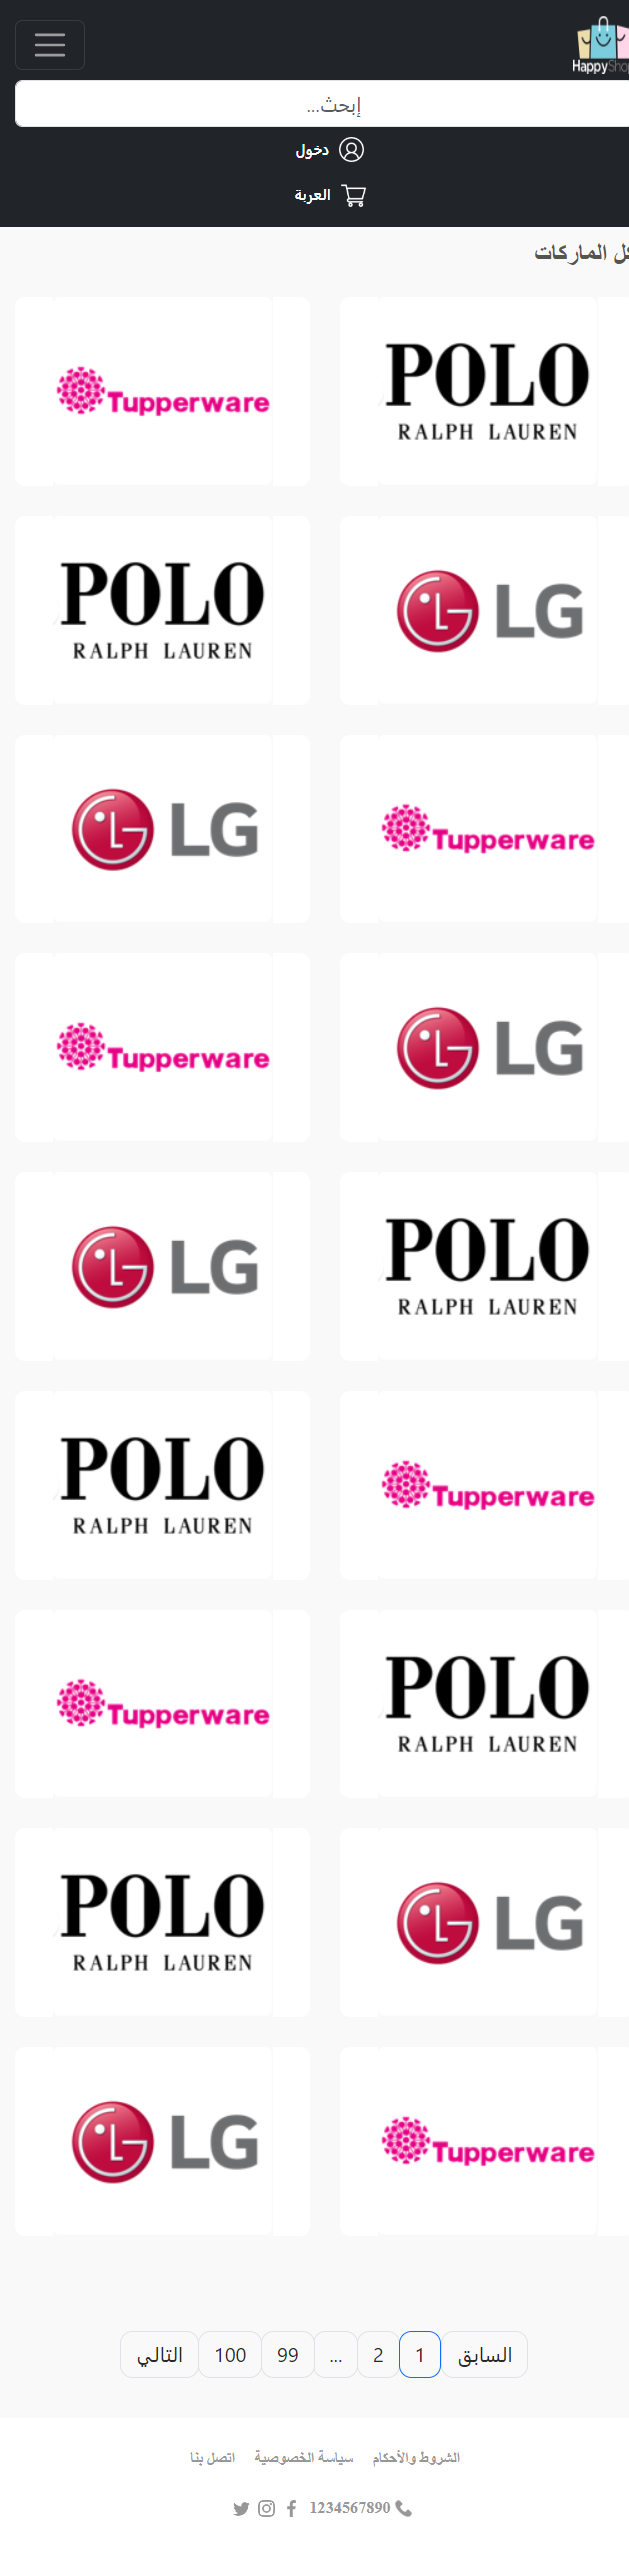 HappyShop
إبحث...
دخول
العربة
كل الماركات
POLO
RALPH LAUREN
Tupperware
LG
POLO
RALPH LAUREN
Tupperware
LG
LG
Tupperware
POLO
RALPH LAUREN
LG
Tupperware
POLO
RALPH LAUREN
POLO
RALPH LAUREN
Tupperware
LG
POLO
RALPH LAUREN
Tupperware
LG
السابق 1 2 ... 99 100 التالي
الشروط والأحكام سياسة الخصوصية اتصل بنا
1234567890